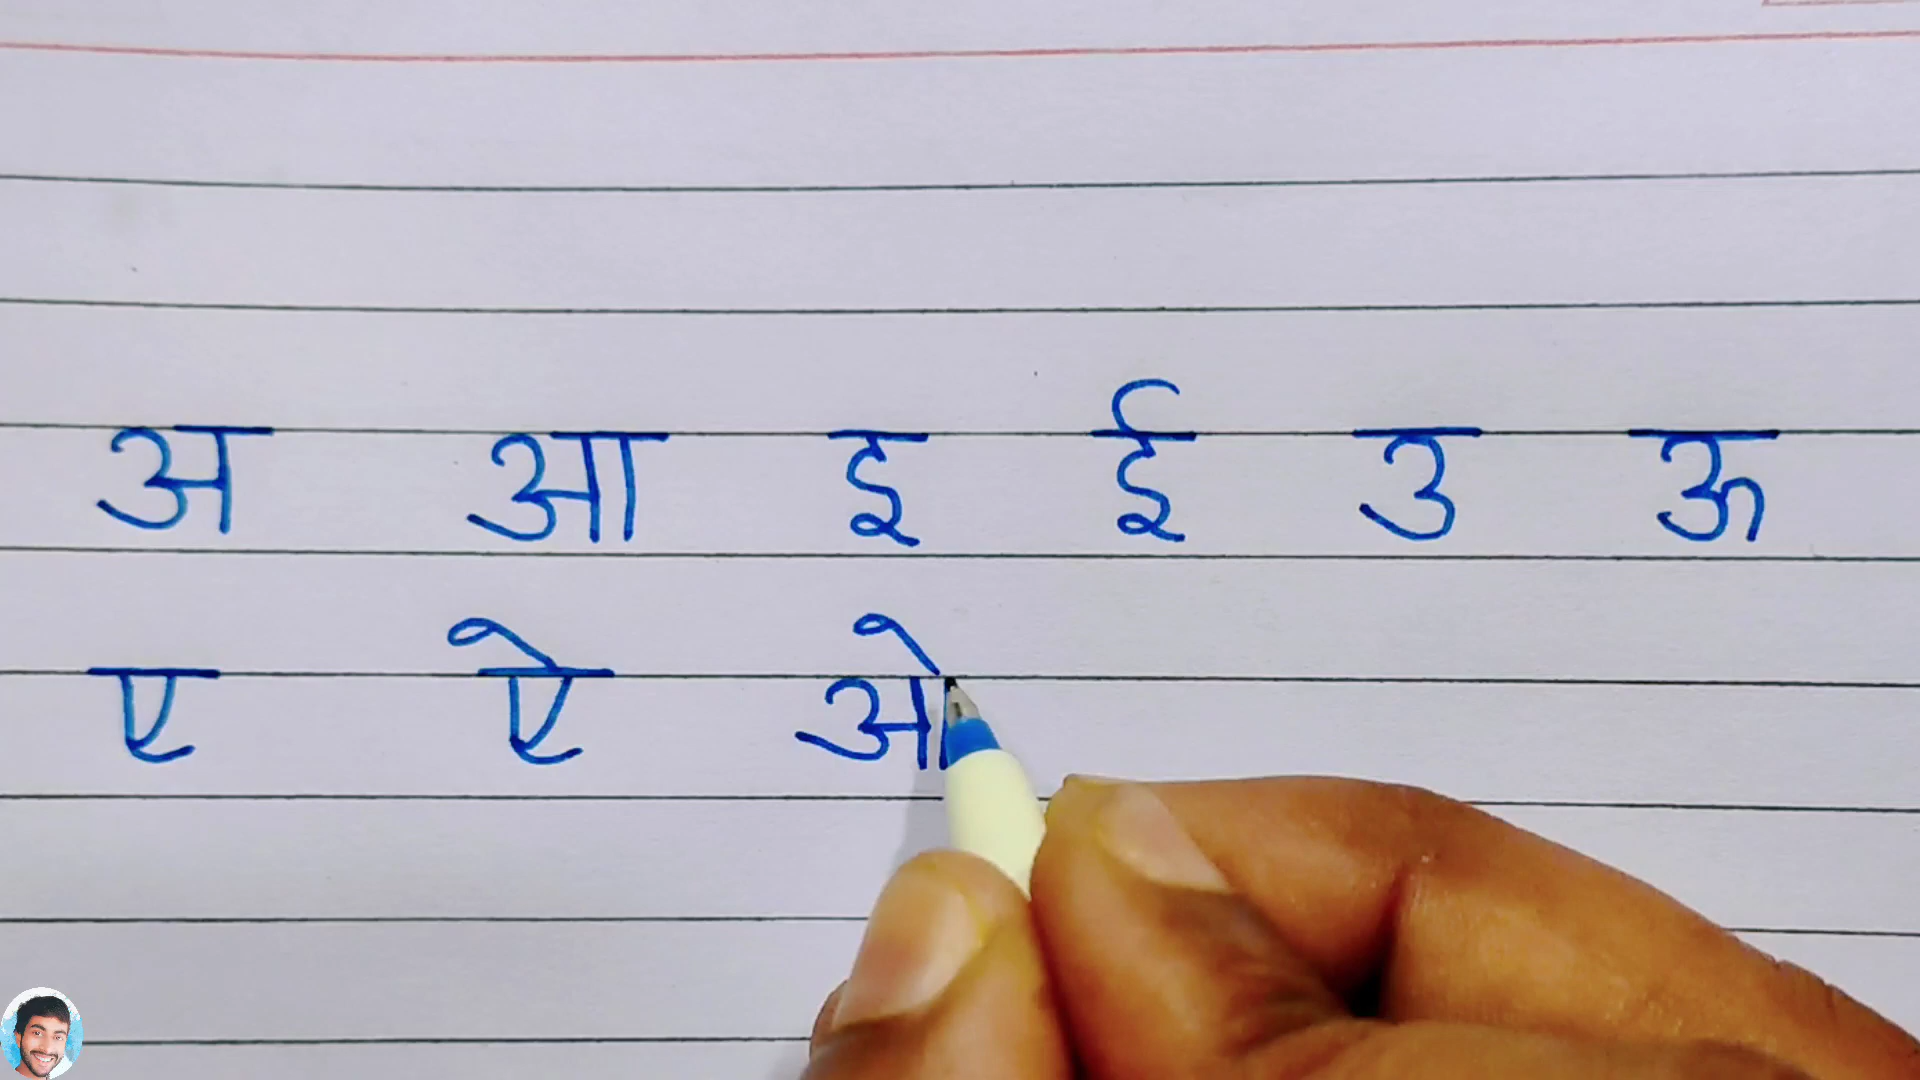 अ आ इ ई उ ऊ
ए ऐ ओ